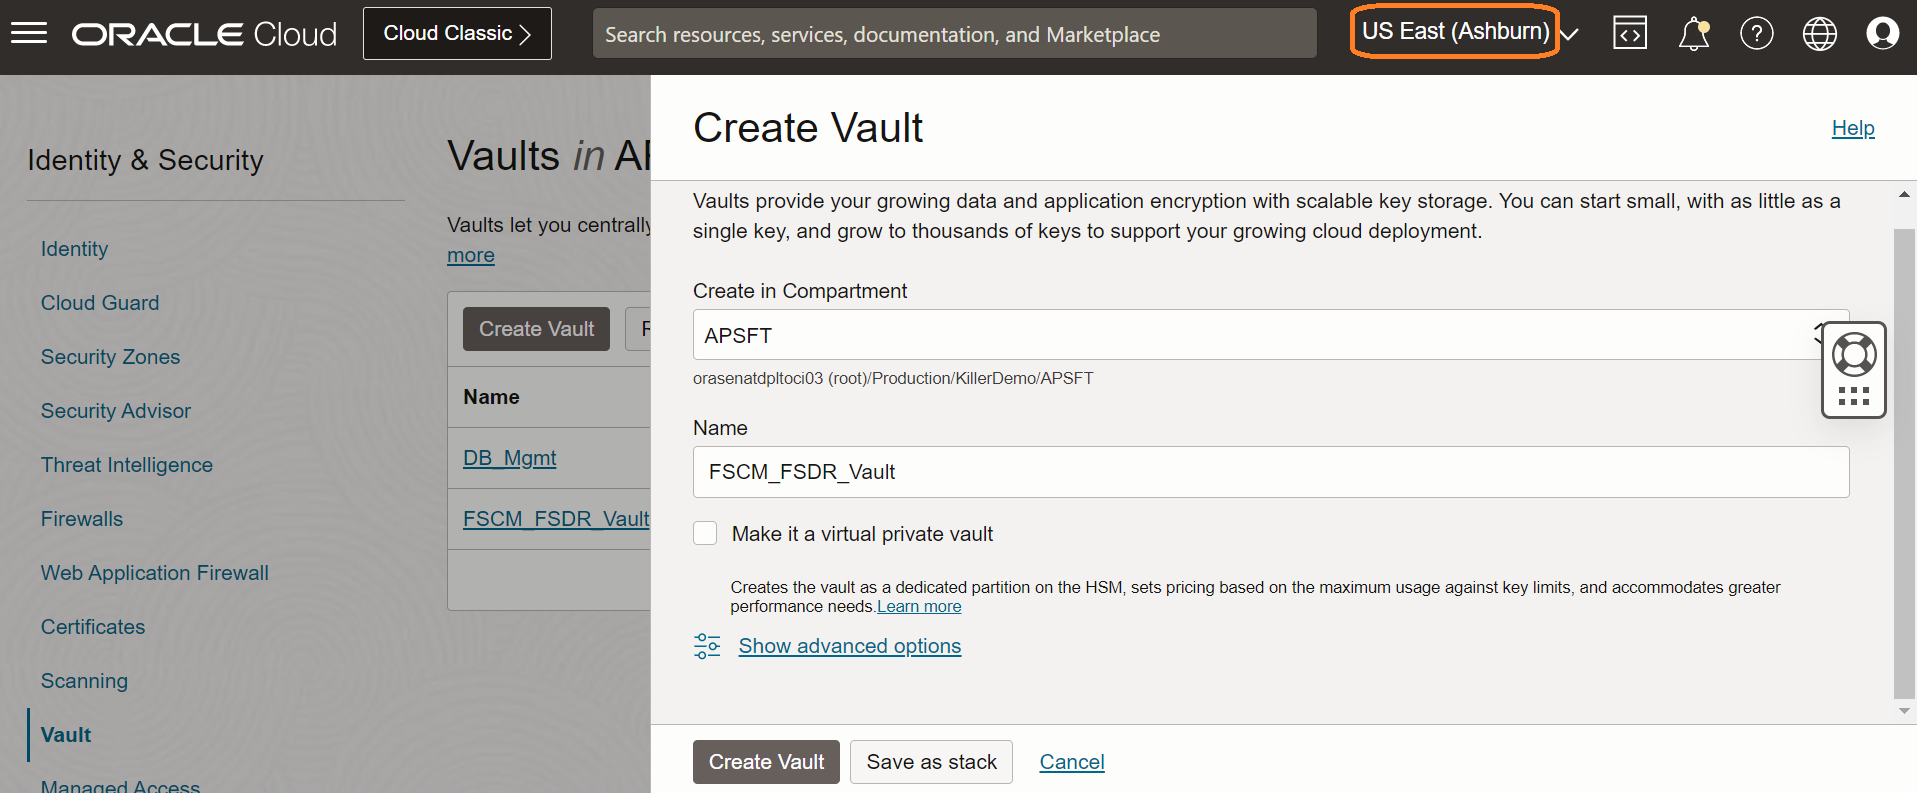 ORACLE Cloud
Cloud Classic
Search resources, services, documentation, and Marketplace
US East (Ashburn)
Identity & Security
Identity
Cloud Guard
Security Zones
Security Advisor
Threat Intelligence
Firewalls
Web Application Firewall
Certificates
Scanning
Vault
Managed Access
Vaults in AP
Vaults let you centrally
more
Create Vault
R
Name
DB_Mgmt
FSCM_FSDR_Vault
Create Vault
Help
Vaults provide your growing data and application encryption with scalable key storage. You can start small, with as little as a
single key, and grow to thousands of keys to support your growing cloud deployment.
Create in Compartment
APSFT
orasenatdpltoci03 (root)/Production/KillerDemo/APSFT
Name
FSCM_FSDR_Vault
Make it a virtual private vault
Creates the vault as a dedicated partition on the HSM, sets pricing based on the maximum usage against key limits, and accommodates greater
performance needs.Learn more
Show advanced options
Create Vault
Save as stack
Cancel